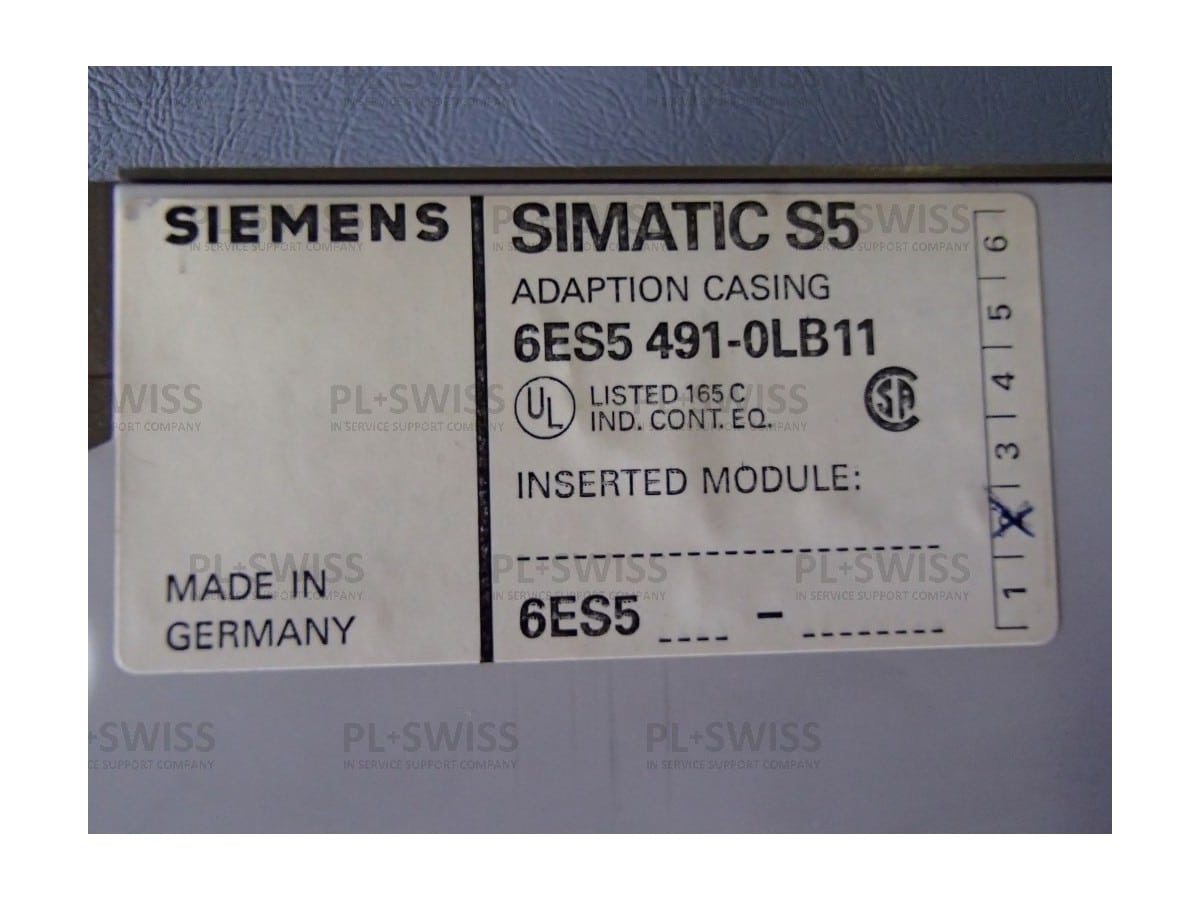 SIEMENS
SIMATIC S5
ADAPTION CASING
6ES5 491-0LB11
UL
LISTED 165 C
IND. CONT. EQ.
SA
INSERTED MODULE:
6ES5 ---- - --------
MADE IN
GERMANY
1 X 3 4 5 6
PL+SWISS
IN SERVICE SUPPORT COMPANY